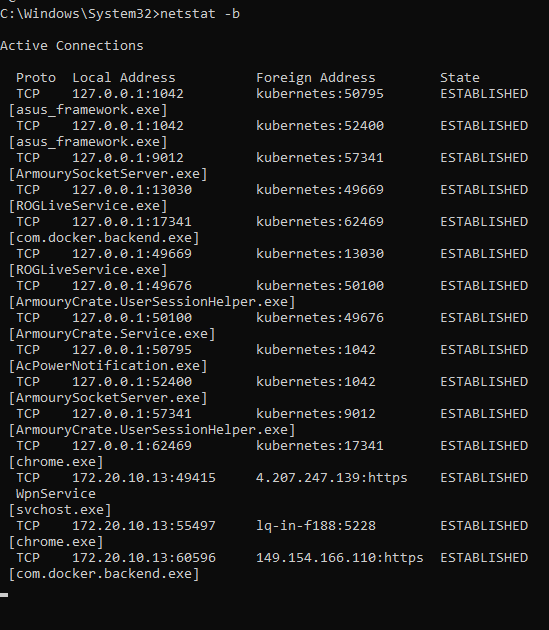 C:\Windows\System32>netstat -b
Active Connections
Proto Local Address Foreign Address State
TCP 127.0.0.1:1042 kubernetes:50795 ESTABLISHED
[asus_framework.exe]
TCP 127.0.0.1:1042 kubernetes:52400 ESTABLISHED
[asus_framework.exe]
TCP 127.0.0.1:9012 kubernetes:57341 ESTABLISHED
[ArmourySocketServer.exe]
TCP 127.0.0.1:13030 kubernetes:49669 ESTABLISHED
[ROGLiveService.exe]
TCP 127.0.0.1:17341 kubernetes:62469 ESTABLISHED
[com.docker.backend.exe]
TCP 127.0.0.1:49669 kubernetes:13030 ESTABLISHED
[ROGLiveService.exe]
TCP 127.0.0.1:49676 kubernetes:50100 ESTABLISHED
[ArmouryCrate.UserSessionHelper.exe]
TCP 127.0.0.1:50100 kubernetes:49676 ESTABLISHED
[ArmouryCrate.Service.exe]
TCP 127.0.0.1:50795 kubernetes:1042 ESTABLISHED
[AcPowerNotification.exe]
TCP 127.0.0.1:52400 kubernetes:1042 ESTABLISHED
[ArmourySocketServer.exe]
TCP 127.0.0.1:57341 kubernetes:9012 ESTABLISHED
[ArmouryCrate.UserSessionHelper.exe]
TCP 127.0.0.1:62469 kubernetes:17341 ESTABLISHED
[chrome.exe]
TCP 172.20.10.13:49415 4.207.247.139:https ESTABLISHED
WpnService
[svchost.exe]
TCP 172.20.10.13:55497 lq-in-f188:5228 ESTABLISHED
[chrome.exe]
TCP 172.20.10.13:60596 149.154.166.110:https ESTABLISHED
[com.docker.backend.exe]